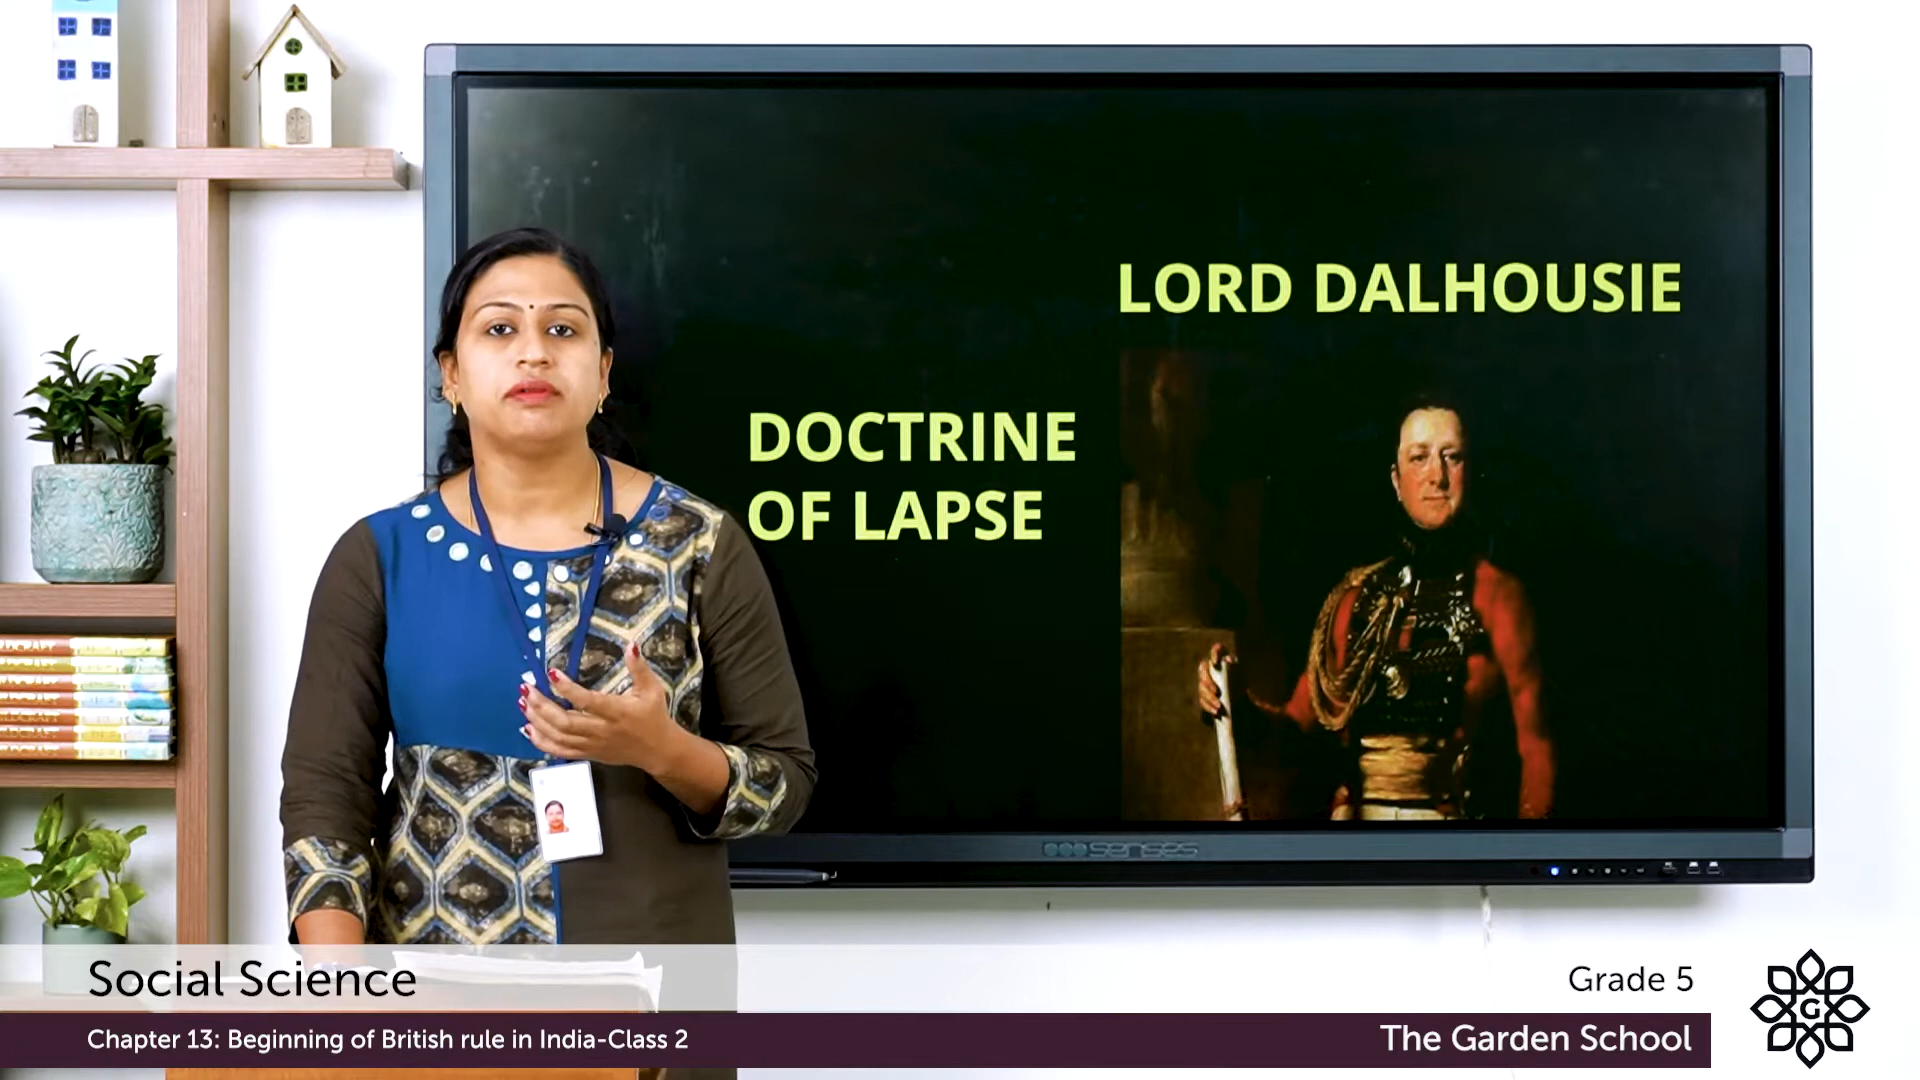 LORD DALHOUSIE
DOCTRINE
OF LAPSE
senses
Social Science
Grade 5
Chapter 13: Beginning of British rule in India-Class 2
The Garden School
G